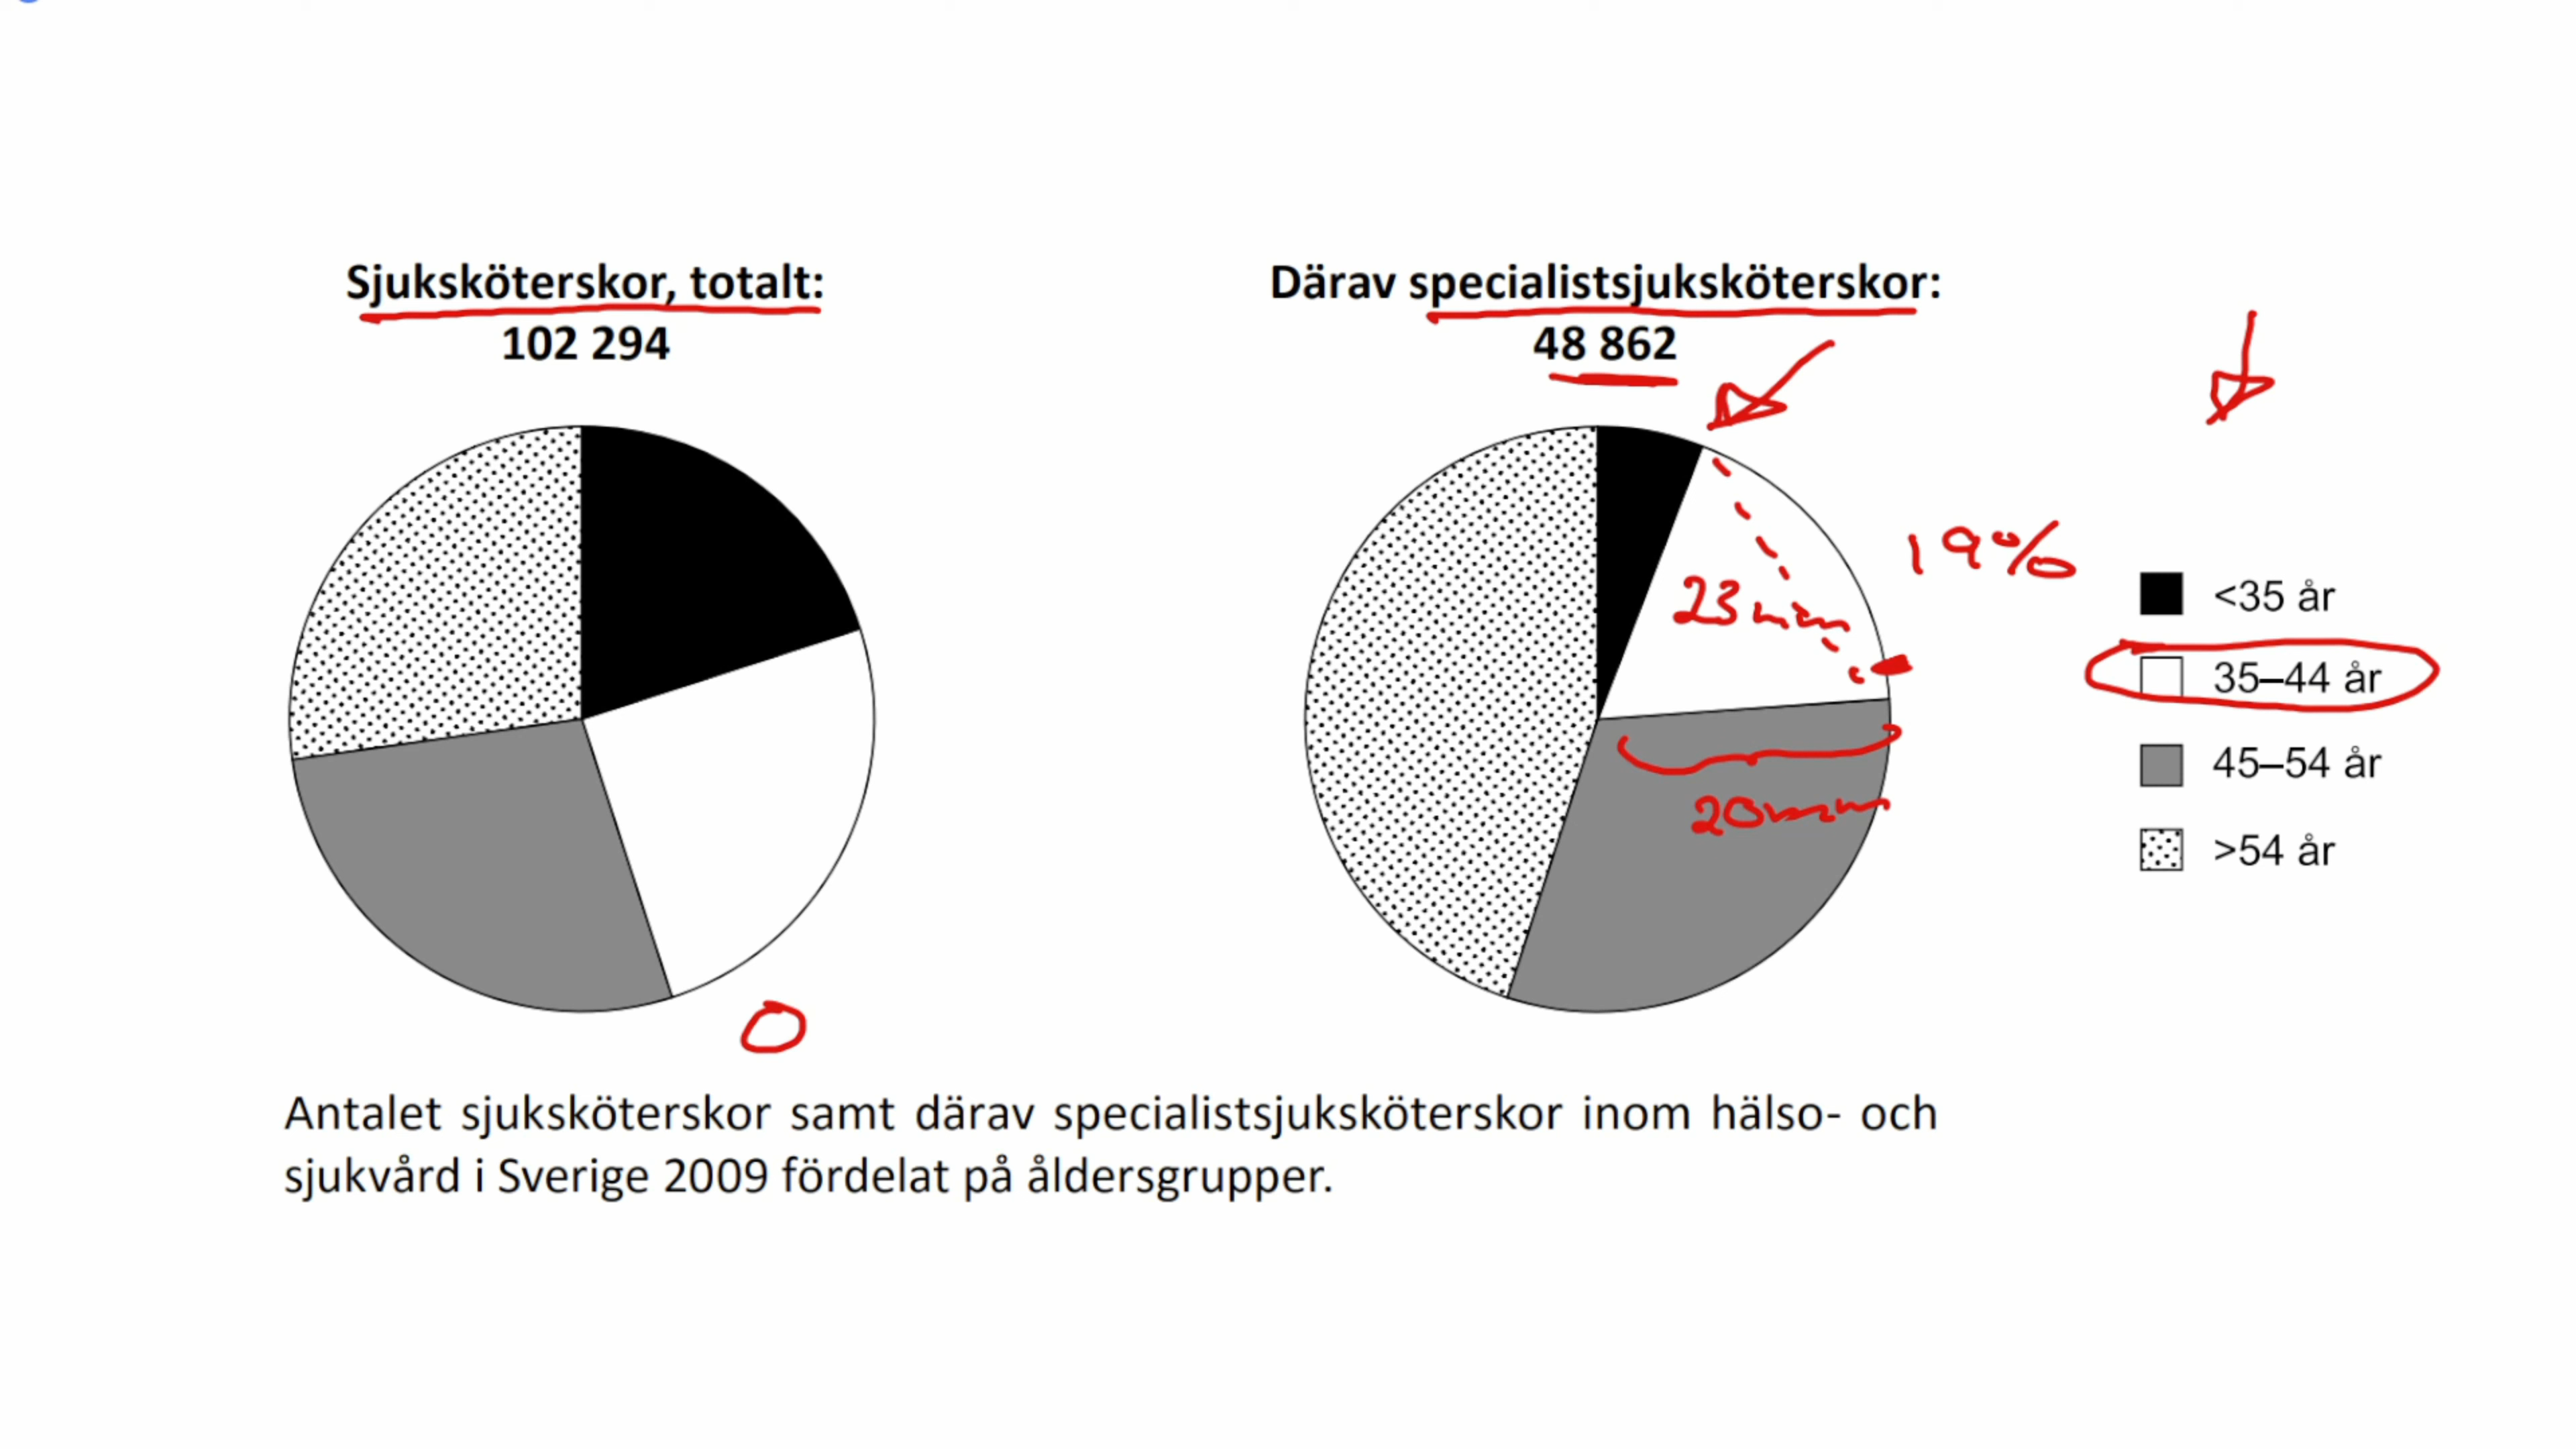 Sjuksköterskor, totalt:
102 294
Därav specialistsjuksköterskor:
48 862
19%
23mm
20mm
<35 år
35–44 år
45–54 år
>54 år
Antalet sjuksköterskor samt därav specialistsjuksköterskor inom hälso- och
sjukvård i Sverige 2009 fördelat på åldersgrupper.